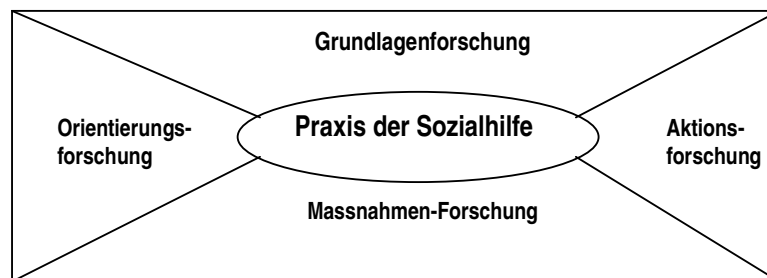 Grundlagenforschung
Orientierungs-
forschung
Praxis der Sozialhilfe
Aktions-
forschung
Massnahmen-Forschung